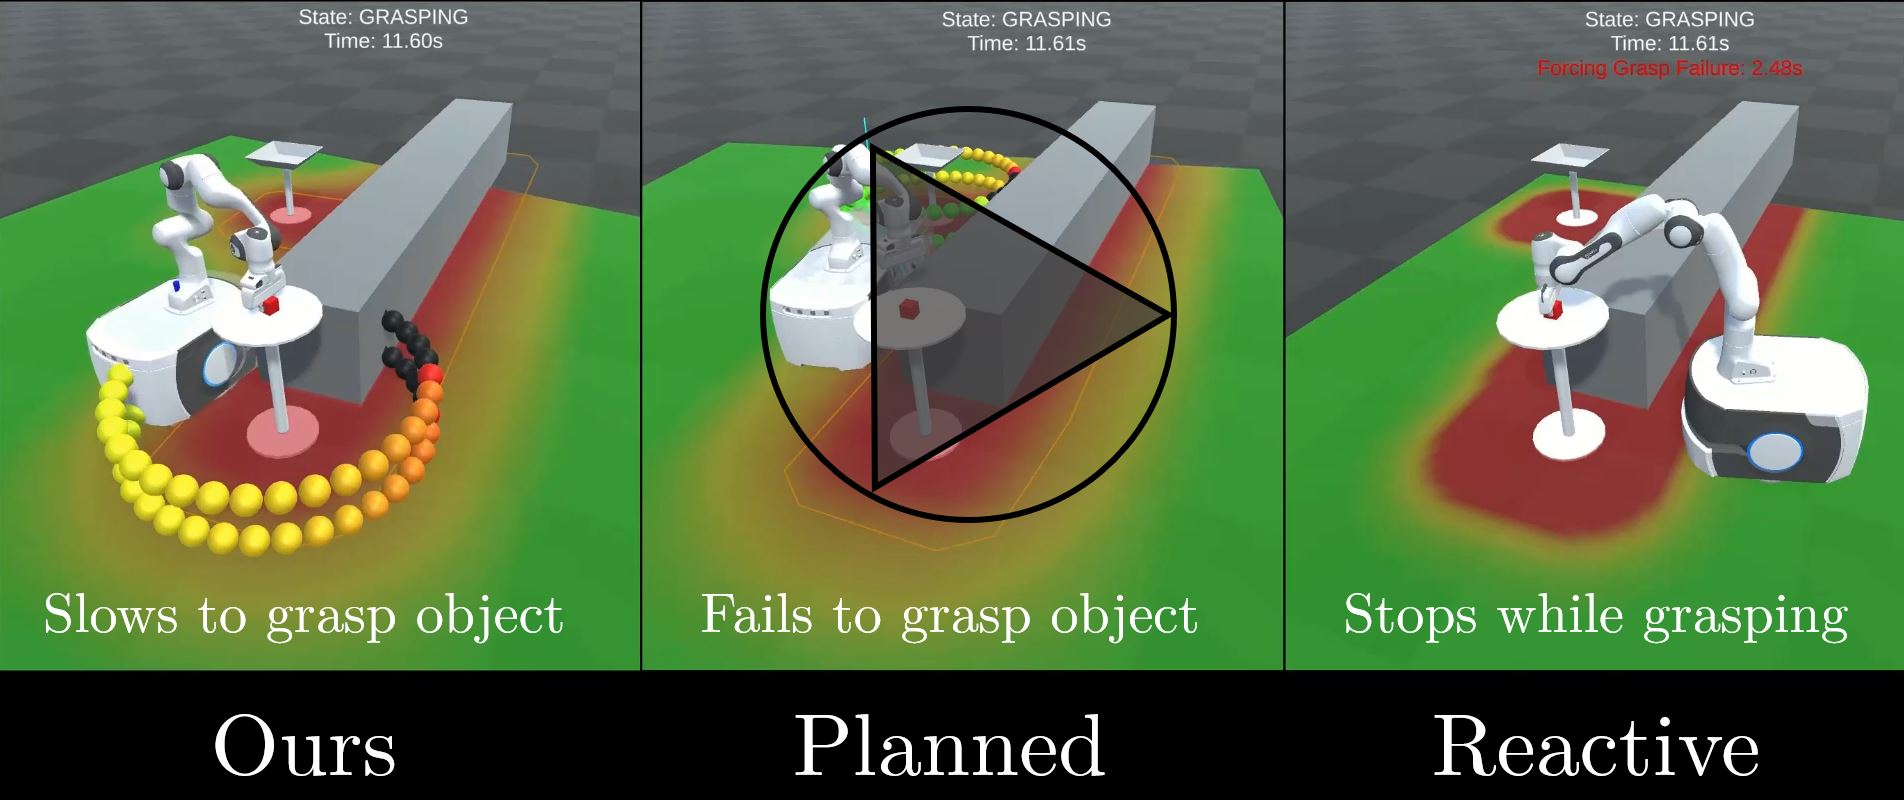 State: GRASPING
Time: 11.60s
Slows to grasp object
Ours
State: GRASPING
Time: 11.61s
Fails to grasp object
Planned
State: GRASPING
Time: 11.61s
Forcing Grasp Failure: 2.48s
Stops while grasping
Reactive